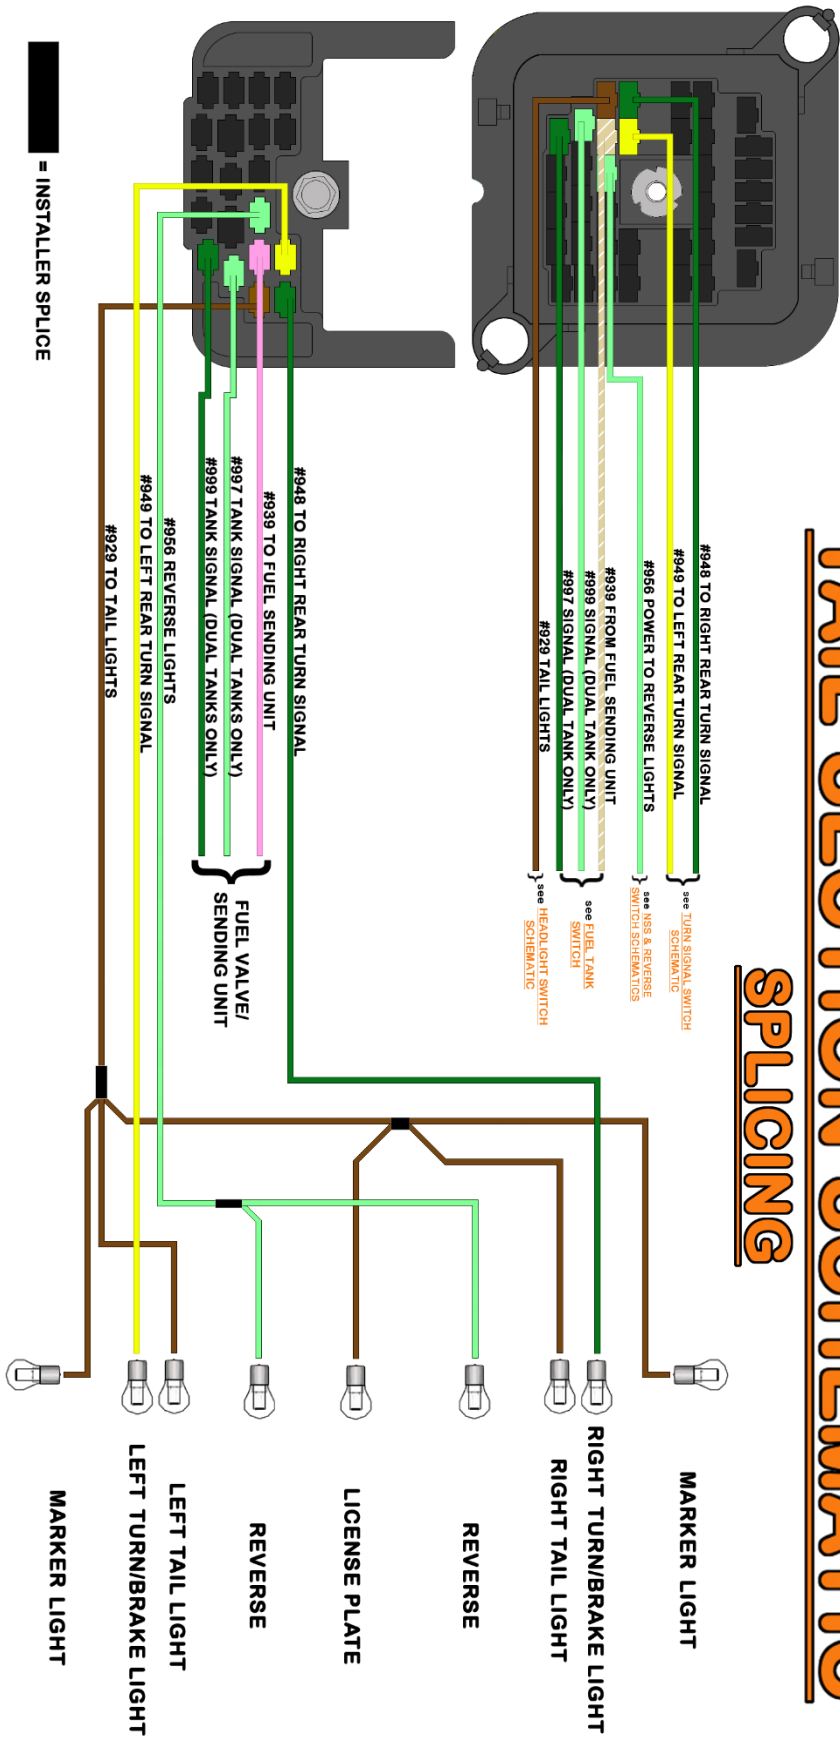 TAIL SECTION SCHEMATIC
SPLICING
#948 TO RIGHT REAR TURN SIGNAL
#949 TO LEFT REAR TURN SIGNAL
#956 POWER TO REVERSE LIGHTS
#939 FROM FUEL SENDING UNIT
#999 SIGNAL (DUAL TANK ONLY)
#997 SIGNAL (DUAL TANK ONLY)
#929 TAIL LIGHTS
see TURN SIGNAL SWITCH
SCHEMATIC
see NSS & REVERSE
SWITCH SCHEMATICS
see FUEL TANK
SWITCH
see HEADLIGHT SWITCH
SCHEMATIC
#948 TO RIGHT REAR TURN SIGNAL
#939 TO FUEL SENDING UNIT
#997 TANK SIGNAL (DUAL TANKS ONLY)
#999 TANK SIGNAL (DUAL TANKS ONLY)
#956 REVERSE LIGHTS
#949 TO LEFT REAR TURN SIGNAL
#929 TO TAIL LIGHTS
FUEL VALVE/
SENDING UNIT
MARKER LIGHT
RIGHT TURN/BRAKE LIGHT
RIGHT TAIL LIGHT
REVERSE
LICENSE PLATE
REVERSE
LEFT TAIL LIGHT
LEFT TURN/BRAKE LIGHT
MARKER LIGHT
= INSTALLER SPLICE